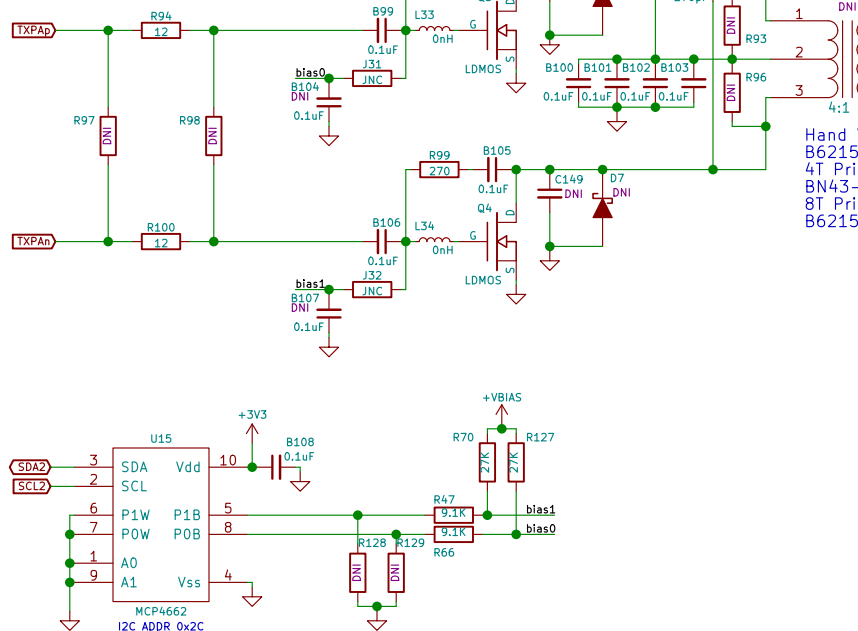 R94
12
TXPAp
B99
0.1uF
L33
0nH
G
S
LDMOS
bias0
J31
JNC
B104
DNI
0.1uF
R97
DNI
R98
DNI
B100
B101
B102
B103
0.1uF
0.1uF
0.1uF
0.1uF
DNI
R93
DNI
R96
DNI
1
2
3
4:1
Hand
B6215
4T Pri
BN43-
8T Pri
B6215
R99
270
B105
0.1uF
C149
DNI
D7
DNI
TXPAn
R100
12
B106
0.1uF
L34
0nH
Q4
D
G
S
LDMOS
bias1
J32
JNC
B107
DNI
0.1uF
+3V3
+VBIAS
U15
B108
0.1uF
R70
27K
R127
27K
SDA2
3
SDA
Vdd
10
SCL2
2
SCL
6
P1W
P1B
5
R47
9.1K
bias1
7
P0W
P0B
8
9.1K
bias0
R66
R128
DNI
R129
DNI
1
A0
9
A1
Vss
4
MCP4662
I2C ADDR 0x2C